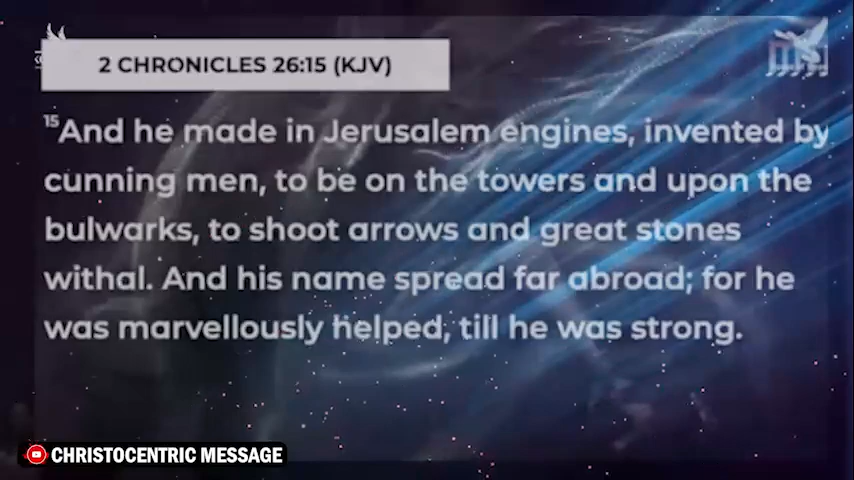 2 CHRONICLES 26:15 (KJV)
15And he made in Jerusalem engines, invented by
cunning men, to be on the towers and upon the
bulwarks, to shoot arrows and great stones
withal. And his name spread far abroad; for he
was marvellously helped, till he was strong.
CHRISTOCENTRIC MESSAGE